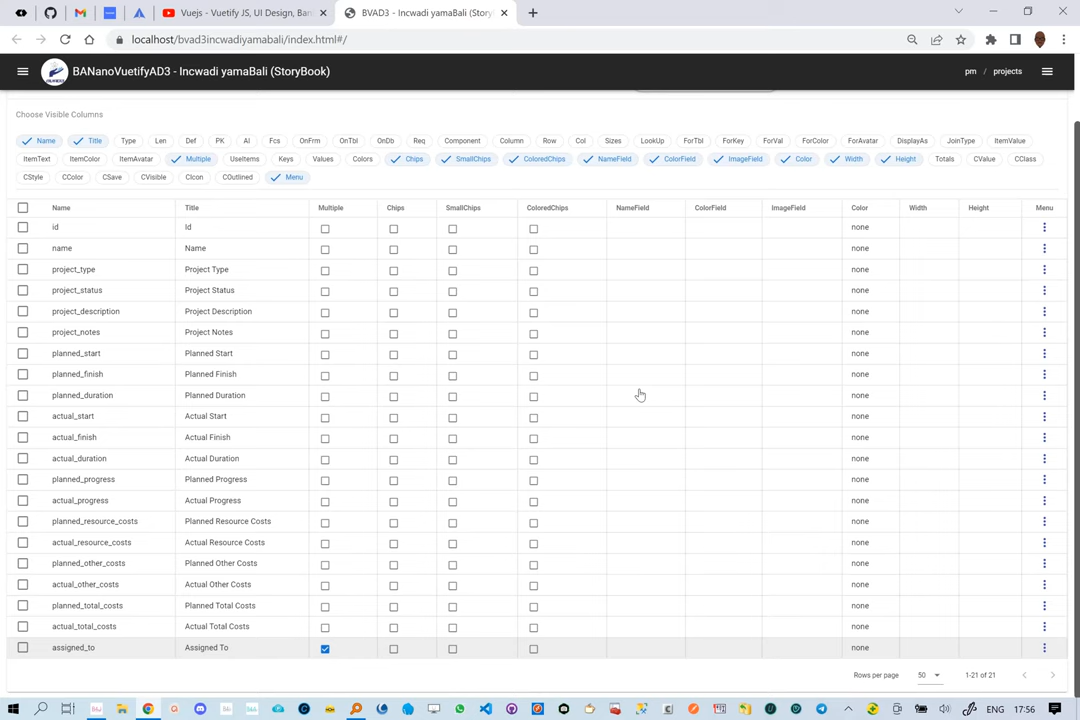 Vuejs - Vuetify JS, UI Design, Ban
BVAD3 - Incwadi yamaBali (StoryBo
localhost/bvad3incwadiyamabali/index.html#/
BANanoVuetifyAD3 - Incwadi yamaBali (StoryBook)
pm / projects
Choose Visible Columns
Name Title Type Len Def PK AI Fcs OnFrm OnTbl OnDb Req Component Column Row Col Sizes LookUp ForTbl ForKey ForVal ForColor ForAvatar DisplayAs JoinType ItemValue
ItemText ItemColor ItemAvatar Multiple UseItems Keys Values Colors Chips SmallChips ColoredChips NameField ColorField ImageField Color Width Height Totals CValue CClass
CStyle CColor CSave CVisible CIcon COutlined Menu
Name Title Multiple Chips SmallChips ColoredChips NameField ColorField ImageField Color Width Height Menu
id Id none
name Name none
project_type Project Type none
project_status Project Status none
project_description Project Description none
project_notes Project Notes none
planned_start Planned Start none
planned_finish Planned Finish none
planned_duration Planned Duration none
actual_start Actual Start none
actual_finish Actual Finish none
actual_duration Actual Duration none
planned_progress Planned Progress none
actual_progress Actual Progress none
planned_resource_costs Planned Resource Costs none
actual_resource_costs Actual Resource Costs none
planned_other_costs Planned Other Costs none
actual_other_costs Actual Other Costs none
planned_total_costs Planned Total Costs none
actual_total_costs Actual Total Costs none
assigned_to Assigned To none
Rows per page 50 1-21 of 21
ENG 17:56